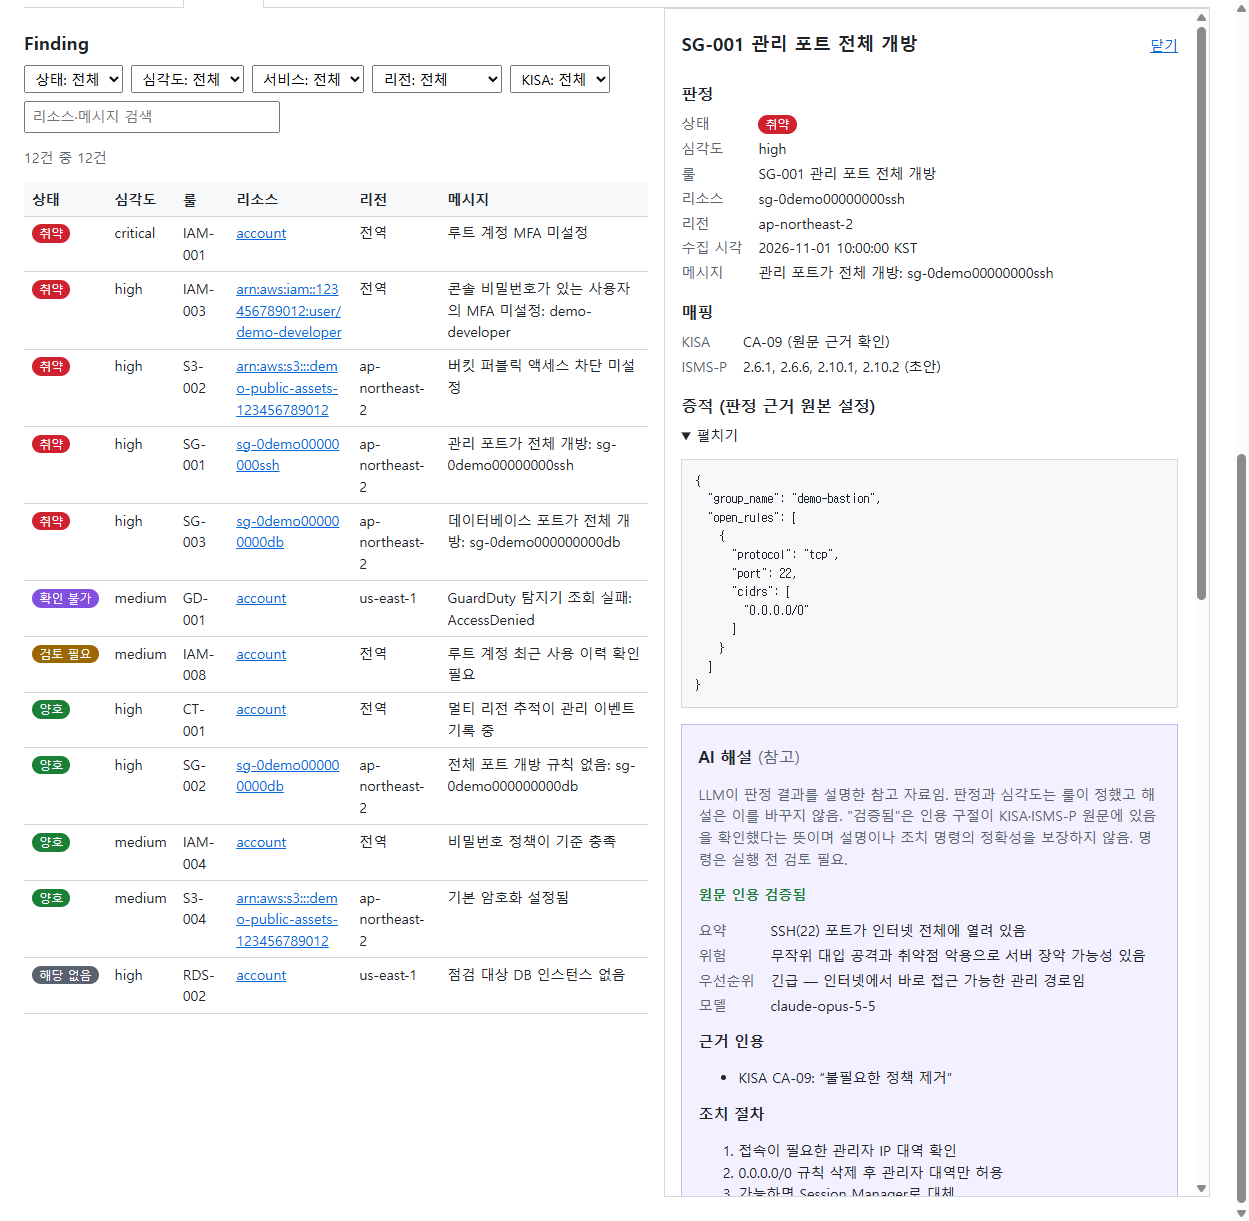 Finding
상태: 전체 심각도: 전체 서비스: 전체 리전: 전체 KISA: 전체
리소스·메시지 검색
12건 중 12건
상태 심각도 룰 리소스 리전 메시지
취약 critical IAM-001 account 전역 루트 계정 MFA 미설정
취약 high IAM-003 arn:aws:iam::123456789012:user/demo-developer 전역 콘솔 비밀번호가 있는 사용자의 MFA 미설정: demo-developer
취약 high S3-002 arn:aws:s3:::demo-public-assets-123456789012 ap-northeast-2 버킷 퍼블릭 액세스 차단 미설정
취약 high SG-001 sg-0demo00000000ssh ap-northeast-2 관리 포트가 전체 개방: sg-0demo00000000ssh
취약 high SG-003 sg-0demo000000000db ap-northeast-2 데이터베이스 포트가 전체 개방: sg-0demo000000000db
확인 불가 medium GD-001 account us-east-1 GuardDuty 탐지기 조회 실패: AccessDenied
검토 필요 medium IAM-008 account 전역 루트 계정 최근 사용 이력 확인 필요
양호 high CT-001 account 전역 멀티 리전 추적이 관리 이벤트 기록 중
양호 high SG-002 sg-0demo000000000db ap-northeast-2 전체 포트 개방 규칙 없음: sg-0demo000000000db
양호 medium IAM-004 account 전역 비밀번호 정책이 기준 충족
양호 medium S3-004 arn:aws:s3:::demo-public-assets-123456789012 ap-northeast-2 기본 암호화 설정됨
해당 없음 high RDS-002 account us-east-1 점검 대상 DB 인스턴스 없음
SG-001 관리 포트 전체 개방 닫기
판정
상태 취약
심각도 high
룰 SG-001 관리 포트 전체 개방
리소스 sg-0demo00000000ssh
리전 ap-northeast-2
수집 시각 2026-11-01 10:00:00 KST
메시지 관리 포트가 전체 개방: sg-0demo00000000ssh
매핑
KISA CA-09 (원문 근거 확인)
ISMS-P 2.6.1, 2.6.6, 2.10.1, 2.10.2 (초안)
증적 (판정 근거 원본 설정)
▼ 펼치기
{
"group_name": "demo-bastion",
"open_rules": [
{
"protocol": "tcp",
"port": 22,
"cidrs": [
"0.0.0.0/0"
]
}
]
}
AI 해설 (참고)
LLM이 판정 결과를 설명한 참고 자료임. 판정과 심각도는 룰이 정했고 해
설은 이를 바꾸지 않음. "검증됨"은 인용 구절이 KISA·ISMS-P 원문에 있음
을 확인했다는 뜻이며 설명이나 조치 명령의 정확성을 보장하지 않음. 명
령은 실행 전 검토 필요.
원문 인용 검증됨
요약 SSH(22) 포트가 인터넷 전체에 열려 있음
위험 무작위 대입 공격과 취약점 악용으로 서버 장악 가능성 있음
우선순위 긴급 — 인터넷에서 바로 접근 가능한 관리 경로임
모델 claude-opus-5-5
근거 인용
• KISA CA-09: “불필요한 정책 제거”
조치 절차
1. 접속이 필요한 관리자 IP 대역 확인
2. 0.0.0.0/0 규칙 삭제 후 관리자 대역만 허용
3. 가능하면 Session Manager로 대체